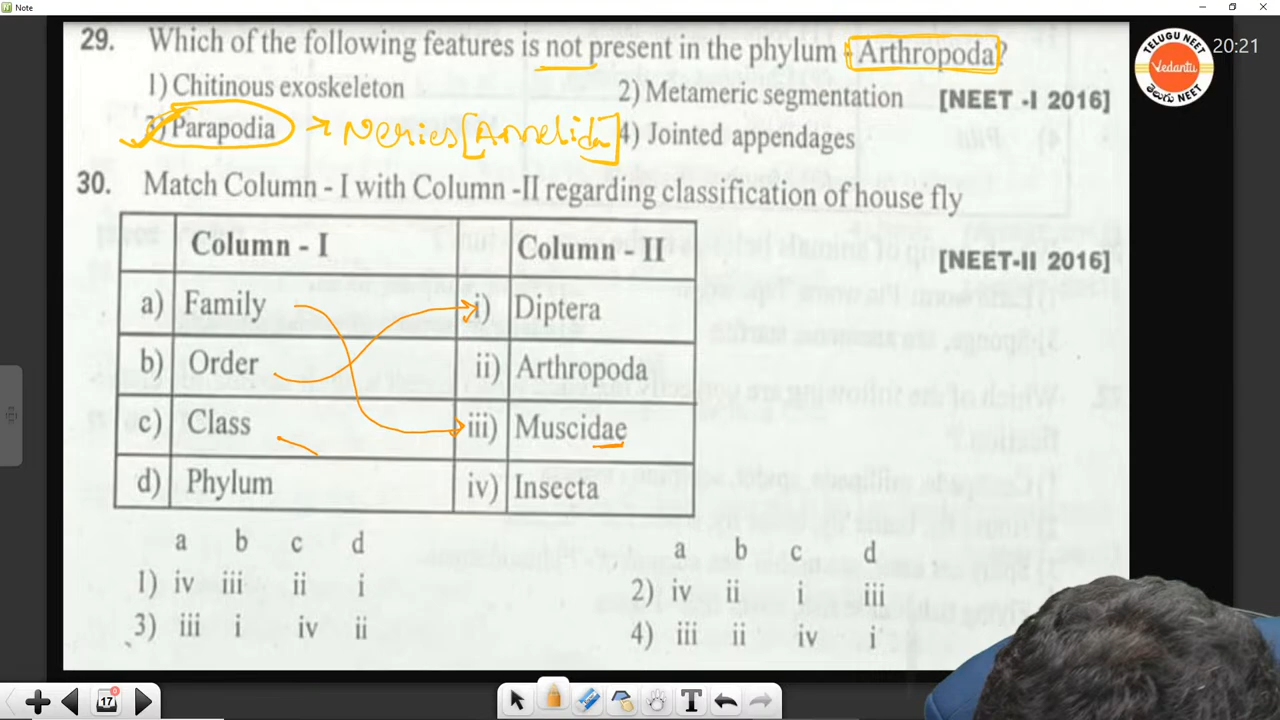 Note
29. Which of the following features is not present in the phylum - Arthropoda?
1) Chitinous exoskeleton 2) Metameric segmentation [NEET -I 2016]
3) Parapodia → Neries [Annelida] 4) Jointed appendages
30. Match Column - I with Column -II regarding classification of house fly
[NEET-II 2016]
Column - I Column - II
a) Family i) Diptera
b) Order ii) Arthropoda
c) Class iii) Muscidae
d) Phylum iv) Insecta
a b c d
1) iv iii ii i
3) iii i iv ii
a b c d
2) iv ii i iii
4) iii ii iv i
TELUGU NEET
Vedantu
తెలుగు NEET
20:21
17
0
T